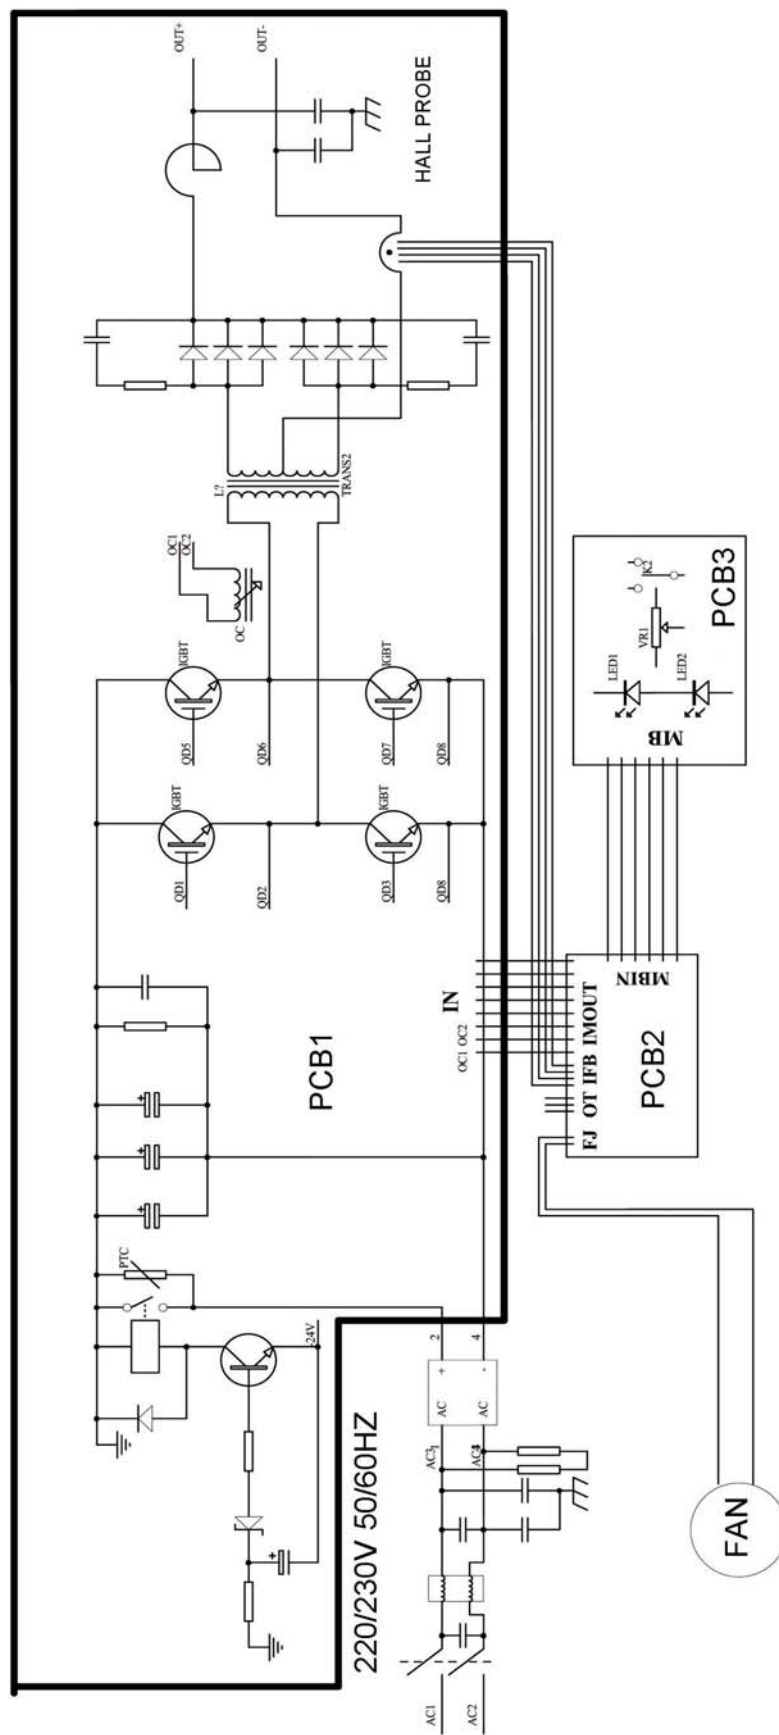 OUT+
OUT-
HALL PROBE
L?
TRANS2
OC1
OC2
OC
IGBT
IGBT
QD5
QD6
QD7
QD8
IGBT
IGBT
QD1
QD2
QD3
QD8
LED1
LED2
VR1
K2
MB
PCB3
IN
OC1 OC2
PCB1
FJ OT IFB IMOUT
MBIN
PCB2
PTC
-24V
2
4
+
-
AC
AC
AC3
1
220/230V 50/60HZ
AC1
AC2
FAN